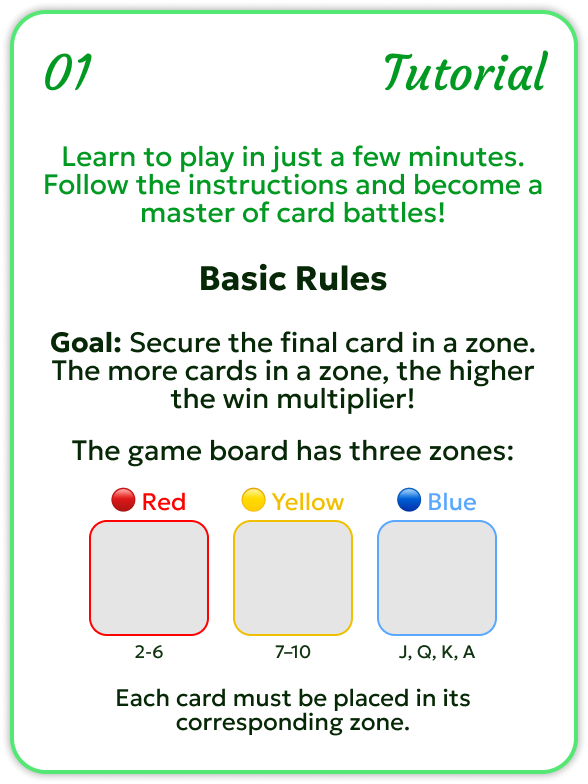 01 Tutorial
Learn to play in just a few minutes.
Follow the instructions and become a
master of card battles!
Basic Rules
Goal: Secure the final card in a zone.
The more cards in a zone, the higher
the win multiplier!
The game board has three zones:
Red Yellow Blue
2-6 7–10 J, Q, K, A
Each card must be placed in its
corresponding zone.